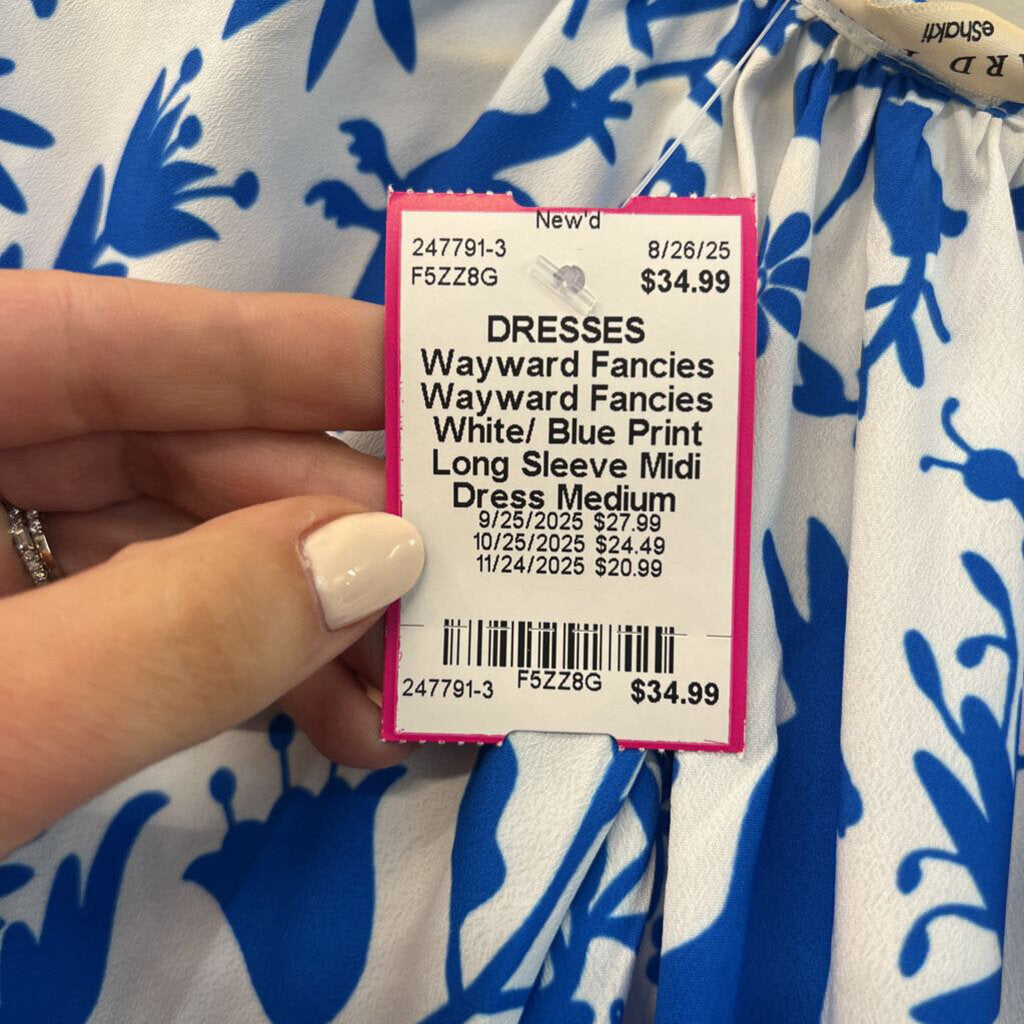 eShakti
ARD
New'd
247791-3
8/26/25
F5ZZ8G
$34.99
DRESSES
Wayward Fancies
Wayward Fancies
White/ Blue Print
Long Sleeve Midi
Dress Medium
9/25/2025 $27.99
10/25/2025 $24.49
11/24/2025 $20.99
247791-3
F5ZZ8G
$34.99